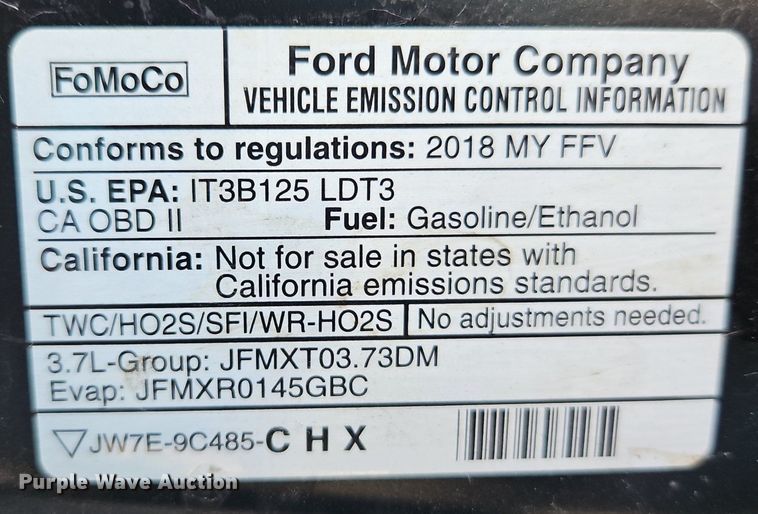 FoMoCo
Ford Motor Company
VEHICLE EMISSION CONTROL INFORMATION
Conforms to regulations: 2018 MY FFV
U.S. EPA: IT3B125 LDT3
CA OBD II Fuel: Gasoline/Ethanol
California: Not for sale in states with
California emissions standards.
TWC/HO2S/SFI/WR-HO2S No adjustments needed.
3.7L-Group: JFMXT03.73DM
Evap: JFMXR0145GBC
▽JW7E-9C485-C H X
Purple Wave Auction